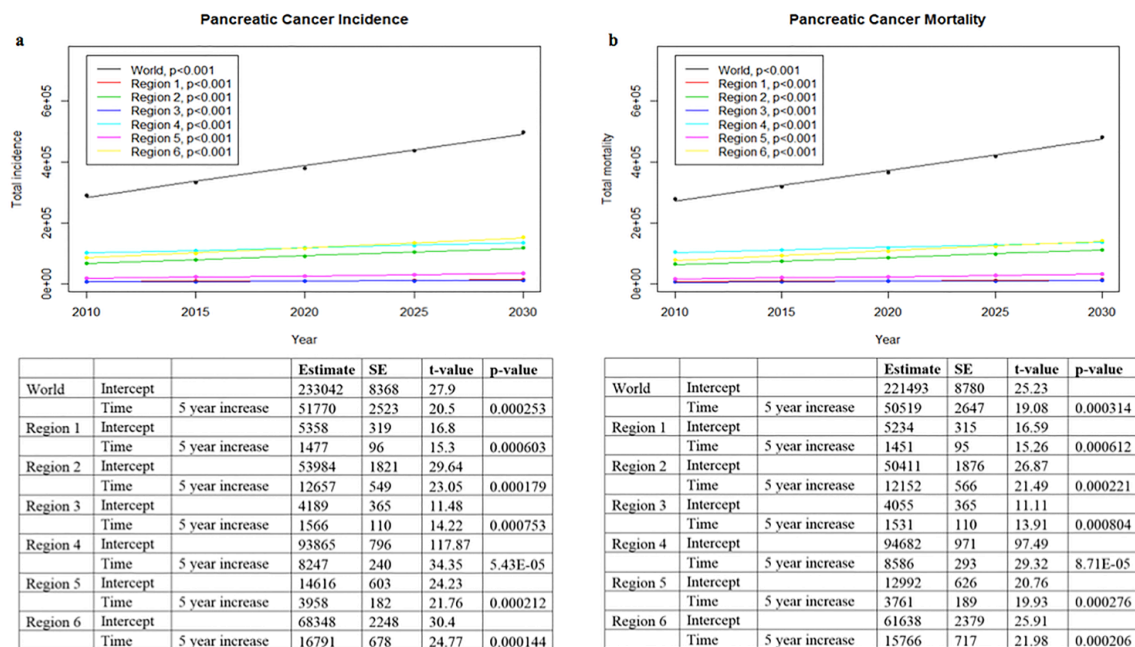 Pancreatic Cancer Incidence
a
World, p<0.001
Region 1, p<0.001
Region 2, p<0.001
Region 3, p<0.001
Region 4, p<0.001
Region 5, p<0.001
Region 6, p<0.001
Total incidence
6e+05
4e+05
2e+05
0e+00
2010 2015 2020 2025 2030
Year
Estimate SE t-value p-value
World Intercept 233042 8368 27.9
Time 5 year increase 51770 2523 20.5 0.000253
Region 1 Intercept 5358 319 16.8
Time 5 year increase 1477 96 15.3 0.000603
Region 2 Intercept 53984 1821 29.64
Time 5 year increase 12657 549 23.05 0.000179
Region 3 Intercept 4189 365 11.48
Time 5 year increase 1566 110 14.22 0.000753
Region 4 Intercept 93865 796 117.87
Time 5 year increase 8247 240 34.35 5.43E-05
Region 5 Intercept 14616 603 24.23
Time 5 year increase 3958 182 21.76 0.000212
Region 6 Intercept 68348 2248 30.4
Time 5 year increase 16791 678 24.77 0.000144
Pancreatic Cancer Mortality
b
World, p<0.001
Region 1, p<0.001
Region 2, p<0.001
Region 3, p<0.001
Region 4, p<0.001
Region 5, p<0.001
Region 6, p<0.001
Total mortality
6e+05
4e+05
2e+05
0e+00
2010 2015 2020 2025 2030
Year
Estimate SE t-value p-value
World Intercept 221493 8780 25.23
Time 5 year increase 50519 2647 19.08 0.000314
Region 1 Intercept 5234 315 16.59
Time 5 year increase 1451 95 15.26 0.000612
Region 2 Intercept 50411 1876 26.87
Time 5 year increase 12152 566 21.49 0.000221
Region 3 Intercept 4055 365 11.11
Time 5 year increase 1531 110 13.91 0.000804
Region 4 Intercept 94682 971 97.49
Time 5 year increase 8586 293 29.32 8.71E-05
Region 5 Intercept 12992 626 20.76
Time 5 year increase 3761 189 19.93 0.000276
Region 6 Intercept 61638 2379 25.91
Time 5 year increase 15766 717 21.98 0.000206